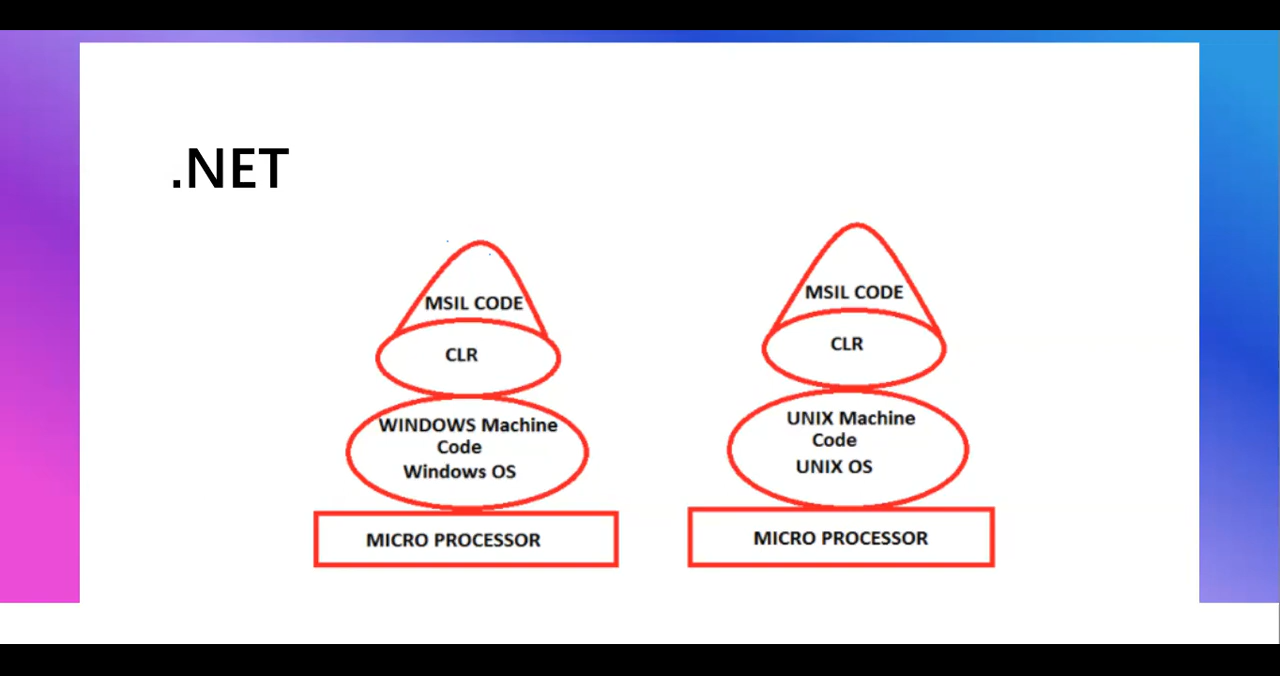 .NET
MSIL CODE
CLR
WINDOWS Machine
Code
Windows OS
MICRO PROCESSOR
MSIL CODE
CLR
UNIX Machine
Code
UNIX OS
MICRO PROCESSOR